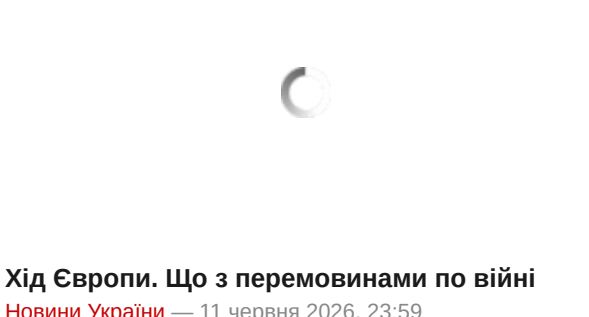 Хід Європи. Що з перемовинами по війні
Новини України — 11 червня 2026, 23:59